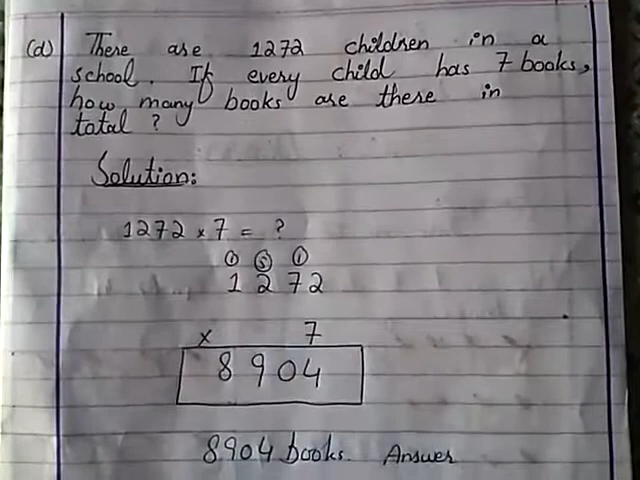 (d) There are 1272 children in a
school. If every child has 7 books,
how many books are there in
total ?
Solution:
1272 × 7 = ?
① ⑤ ①
1 2 7 2
× 7
8 9 0 4
8904 books. Answer